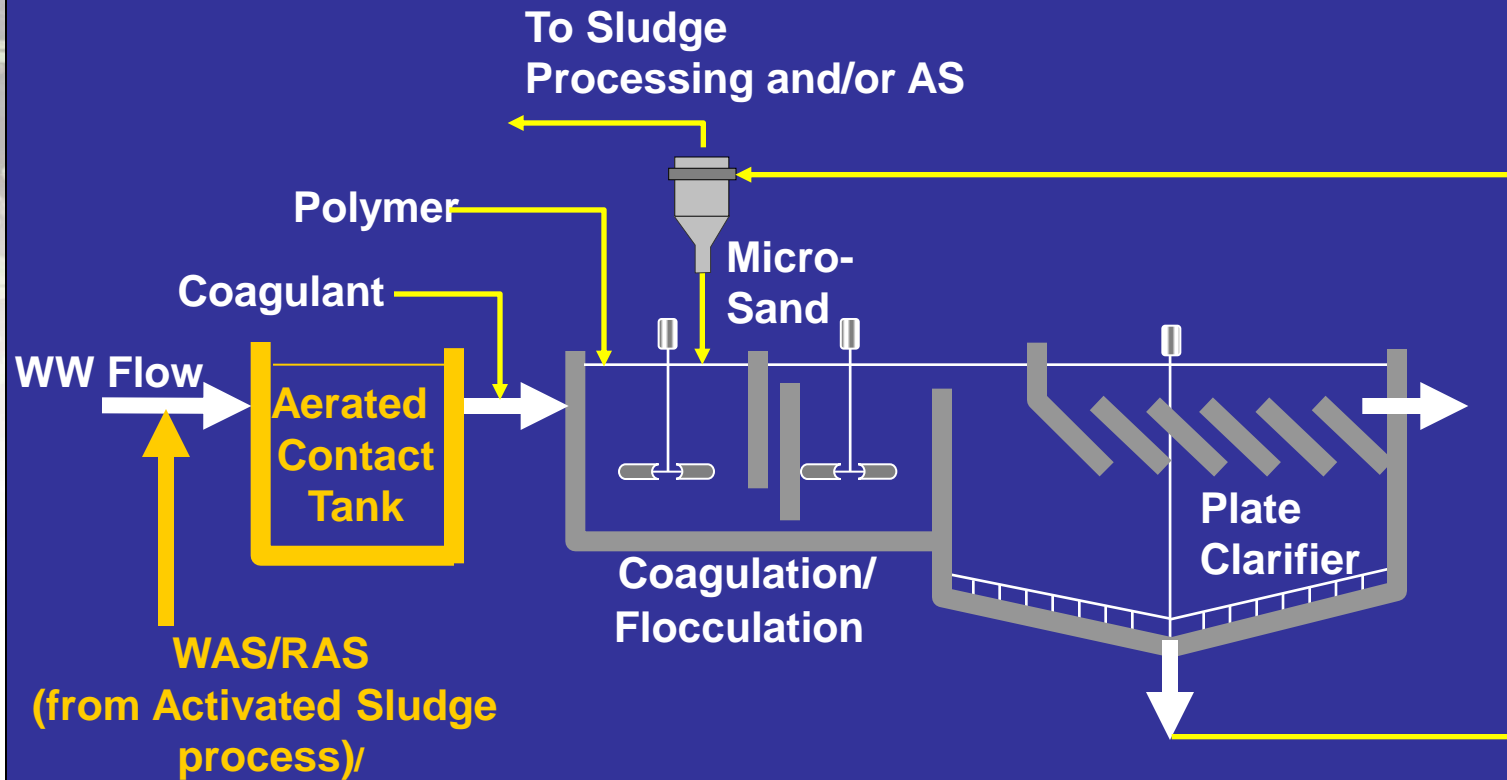 To Sludge
Processing and/or AS
Polymer
Micro-
Sand
Coagulant
WW Flow
Aerated
Contact
Tank
Plate
Clarifier
Coagulation/
Flocculation
WAS/RAS
(from Activated Sludge
process)/